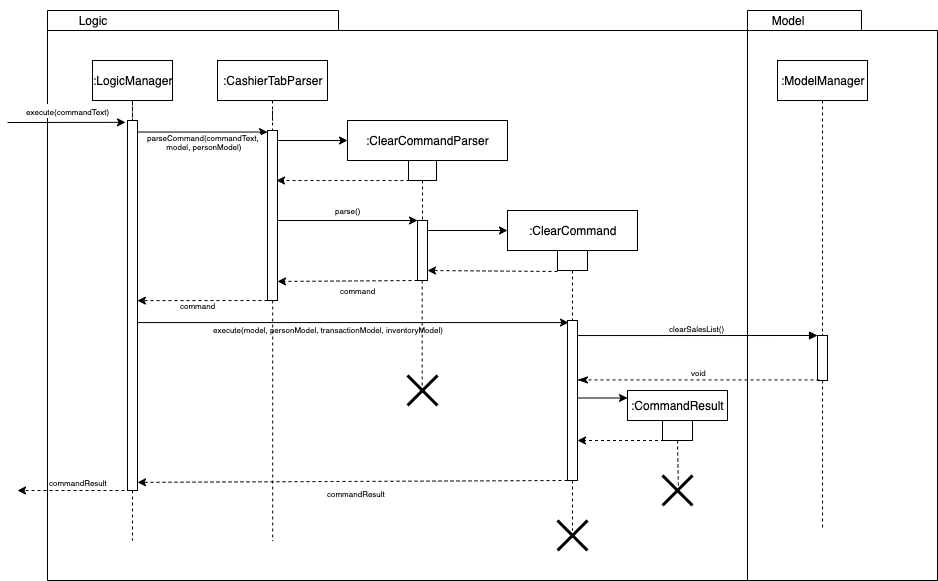 Logic
Model
:LogicManager
:CashierTabParser
:ModelManager
execute(commandText)
parseCommand(commandText,
model, personModel)
:ClearCommandParser
parse()
:ClearCommand
command
command
execute(model, personModel, transactionModel, inventoryModel)
clearSalesList()
void
:CommandResult
commandResult
commandResult